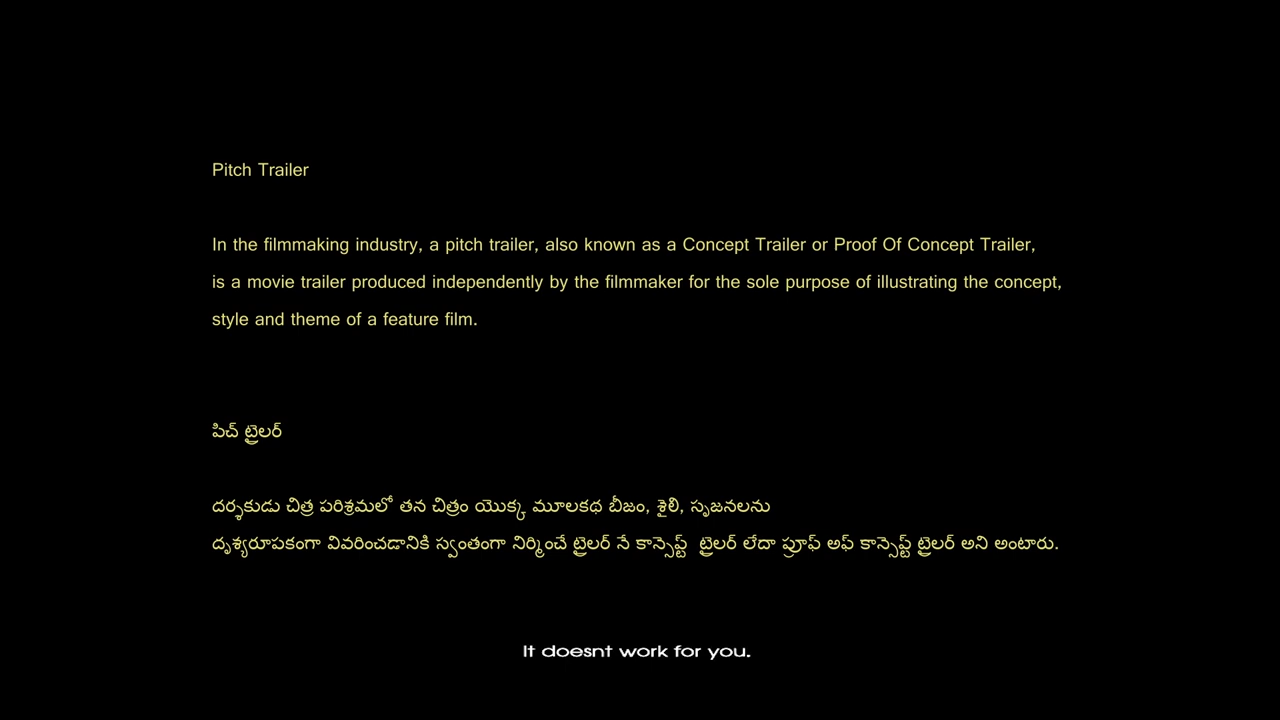 Pitch Trailer
In the filmmaking industry, a pitch trailer, also known as a Concept Trailer or Proof Of Concept Trailer,
is a movie trailer produced independently by the filmmaker for the sole purpose of illustrating the concept,
style and theme of a feature film.
పిచ్ ట్రైలర్
దర్శకుడు చిత్ర పరిశ్రమలో తన చిత్రం యొక్క మూలకథ బీజం, శైలి, సృజనలను
దృశ్యరూపకంగా వివరించడానికి స్వంతంగా నిర్మించే ట్రైలర్ నే కాన్సెప్ట్ ట్రైలర్ లేదా ప్రూఫ్ అఫ్ కాన్సెప్ట్ ట్రైలర్ అని అంటారు.
It doesnt work for you.